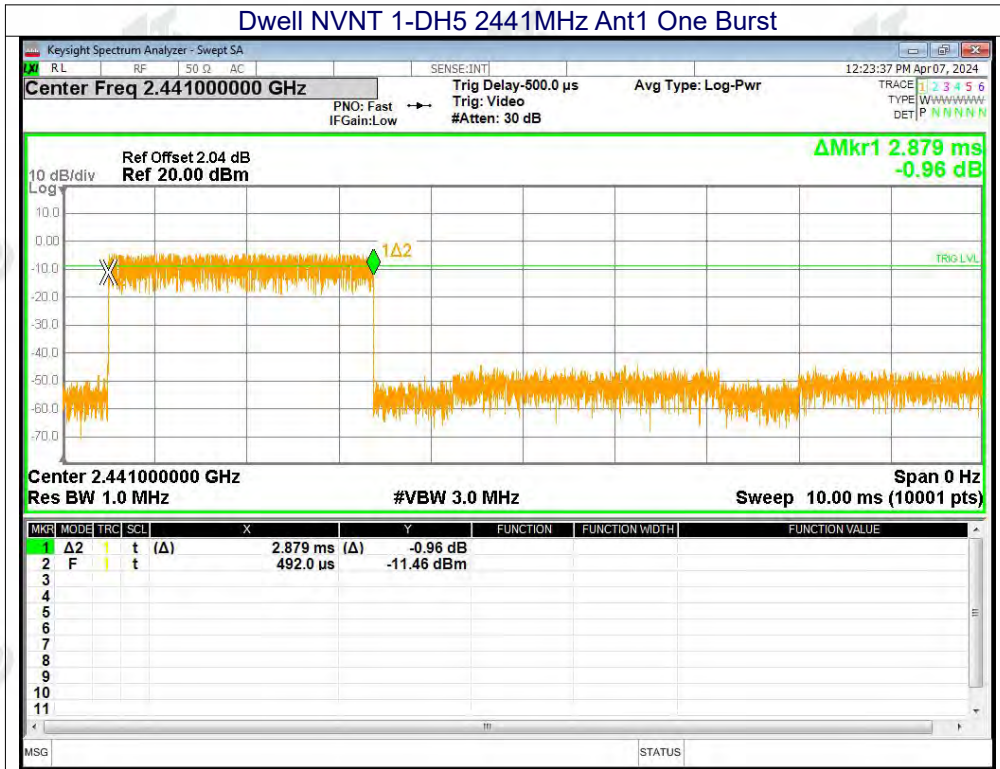 Dwell NVNT 1-DH5 2441MHz Ant1 One Burst
Keysight Spectrum Analyzer - Swept SA
LXI RL RF 50 Ω AC SENSE:INT 12:23:37 PM Apr 07, 2024
Center Freq 2.441000000 GHz
PNO: Fast
IFGain:Low
Trig Delay-500.0 µs
Trig: Video
#Atten: 30 dB
Avg Type: Log-Pwr
TRACE 1 2 3 4 5 6
TYPE WWWWWW
DET P N N N N N
ΔMkr1 2.879 ms
-0.96 dB
Ref Offset 2.04 dB
10 dB/div Ref 20.00 dBm
Log
10.0
0.00
-10.0
-20.0
-30.0
-40.0
-50.0
-60.0
-70.0
1Δ2
TRIG LVL
Center 2.441000000 GHz Span 0 Hz
Res BW 1.0 MHz #VBW 3.0 MHz Sweep 10.00 ms (10001 pts)
MKR MODE TRC SCL X Y FUNCTION FUNCTION WIDTH FUNCTION VALUE
1 Δ2 1 t (Δ) 2.879 ms (Δ) -0.96 dB
2 F 1 t 492.0 µs -11.46 dBm
3
4
5
6
7
8
9
10
11
MSG STATUS